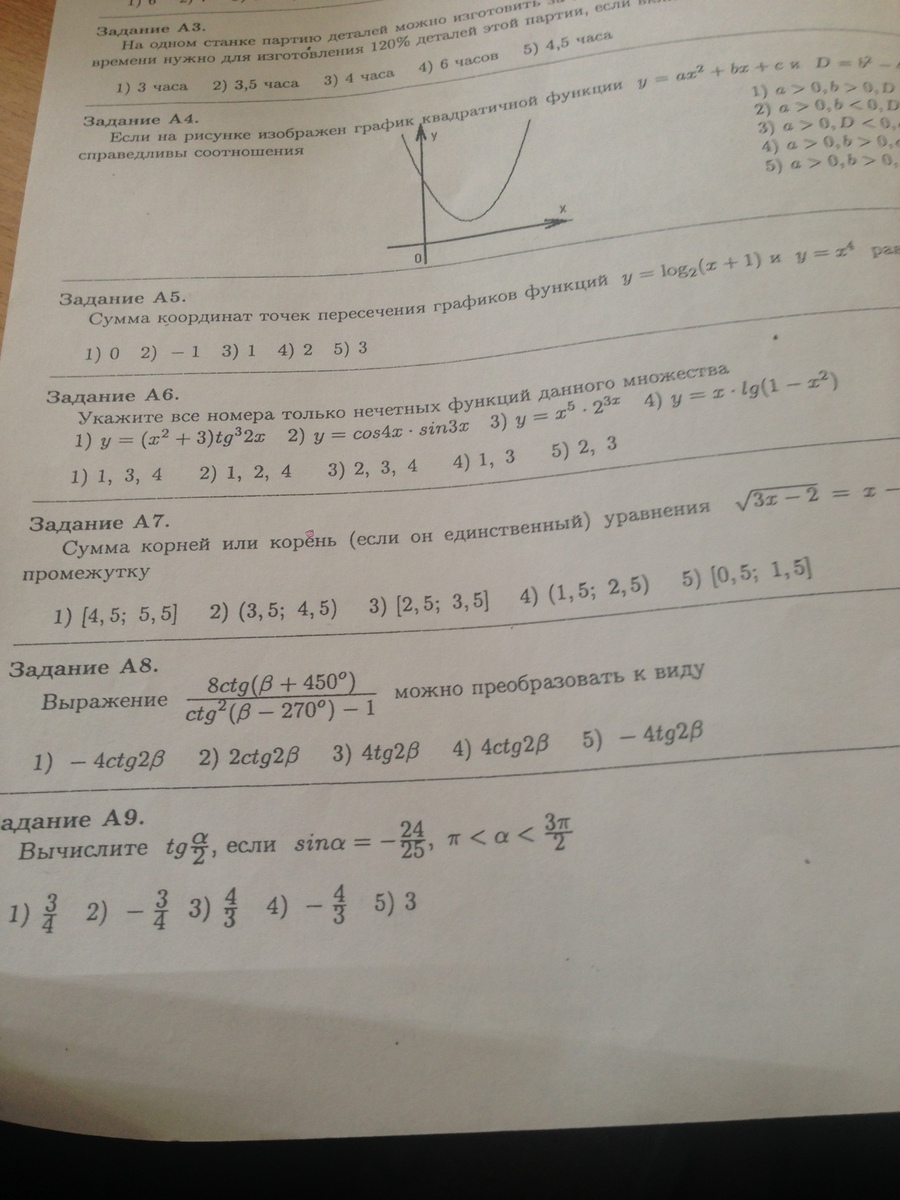 Задание А3.
На одном станке партию деталей можно изготовить
времени нужно для изготовления 120% деталей этой партии, если
1) 3 часа 2) 3,5 часа 3) 4 часа 4) 6 часов 5) 4,5 часа
Задание А4.
Если на рисунке изображен график квадратичной функции y = ax² + bx + c и D = b² −
справедливы соотношения
1) a > 0, b > 0, D
2) a > 0, b < 0, D
3) a > 0, D < 0,
4) a > 0, b > 0,
5) a > 0, b > 0,
y
x
0
Задание А5.
Сумма координат точек пересечения графиков функций y = log₂(x + 1) и y = x⁴
1) 0 2) − 1 3) 1 4) 2 5) 3
Задание А6.
Укажите все номера только нечетных функций данного множества
1) y = (x² + 3)tg³2x 2) y = cos4x · sin3x 3) y = x⁵ · 2³ˣ 4) y = x · lg(1 − x²)
1) 1, 3, 4 2) 1, 2, 4 3) 2, 3, 4 4) 1, 3 5) 2, 3
Задание А7.
Сумма корней или корень (если он единственный) уравнения √(3x − 2) = x −
промежутку
1) [4, 5; 5, 5] 2) (3, 5; 4, 5) 3) [2, 5; 3, 5] 4) (1, 5; 2, 5) 5) [0, 5; 1, 5]
Задание А8.
Выражение 8ctg(β + 450°) / ctg²(β − 270°) − 1 можно преобразовать к виду
1) − 4ctg2β 2) 2ctg2β 3) 4tg2β 4) 4ctg2β 5) − 4tg2β
адание А9.
Вычислите tg α/2, если sinα = −24/25, π < α < 3π/2
1) 3/4 2) − 3/4 3) 4/3 4) − 4/3 5) 3